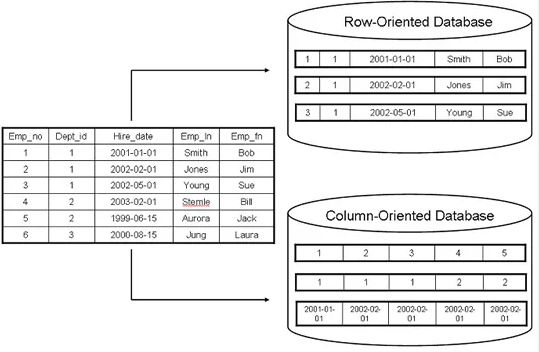 Row-Oriented Database
1 1 2001-01-01 Smith Bob
2 1 2002-02-01 Jones Jim
3 1 2002-05-01 Young Sue
Emp_no Dept_id Hire_date Emp_ln Emp_fn
1 1 2001-01-01 Smith Bob
2 1 2002-02-01 Jones Jim
3 1 2002-05-01 Young Sue
4 2 2003-02-01 Stemle Bill
5 2 1999-06-15 Aurora Jack
6 3 2000-08-15 Jung Laura
Column-Oriented Database
1 2 3 4 5
1 1 1 2 2
2001-01- 2002-02- 2002-02- 2002-02- 2002-02-
01 01 01 01 01